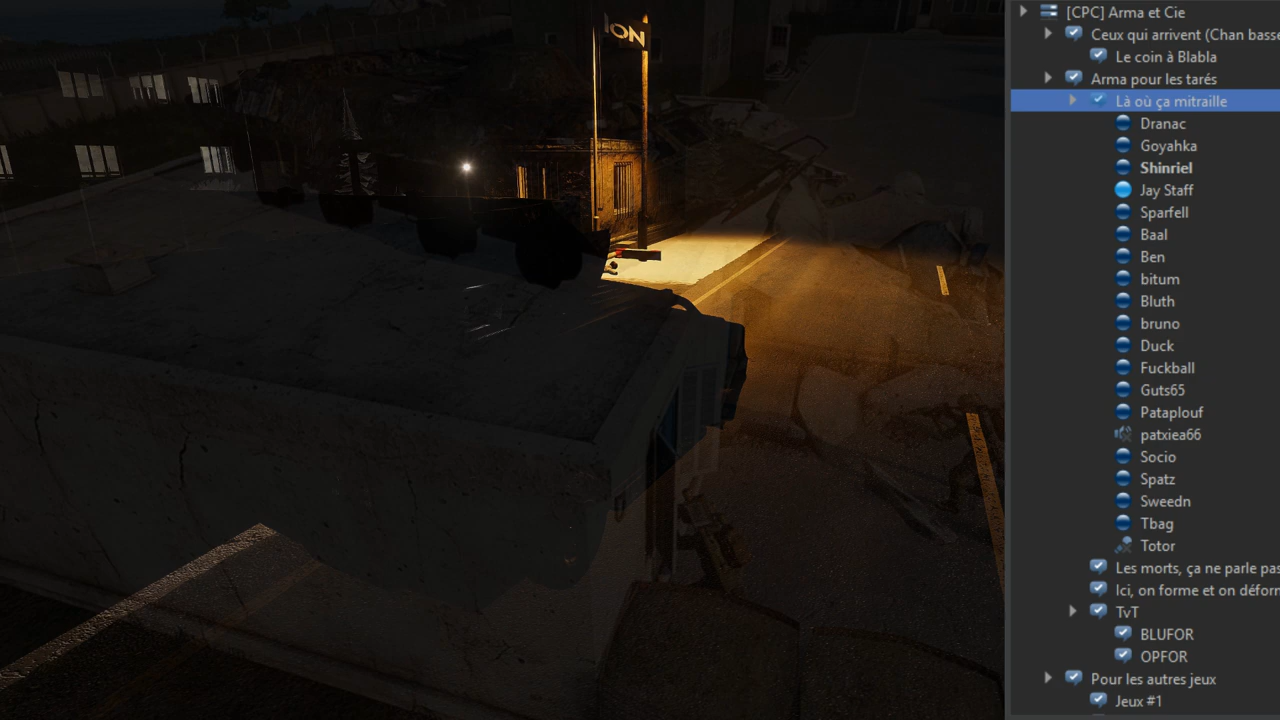 ION
[CPC] Arma et Cie
Ceux qui arrivent (Chan basse
Le coin à Blabla
Arma pour les tarés
Là où ça mitraille
Dranac
Goyahka
Shinriel
Jay Staff
Sparfell
Baal
Ben
bitum
Bluth
bruno
Duck
Fuckball
Guts65
Pataplouf
patxiea66
Socio
Spatz
Sweedn
Tbag
Totor
Les morts, ça ne parle pas
Ici, on forme et on déforn
TvT
BLUFOR
OPFOR
Pour les autres jeux
Jeux #1